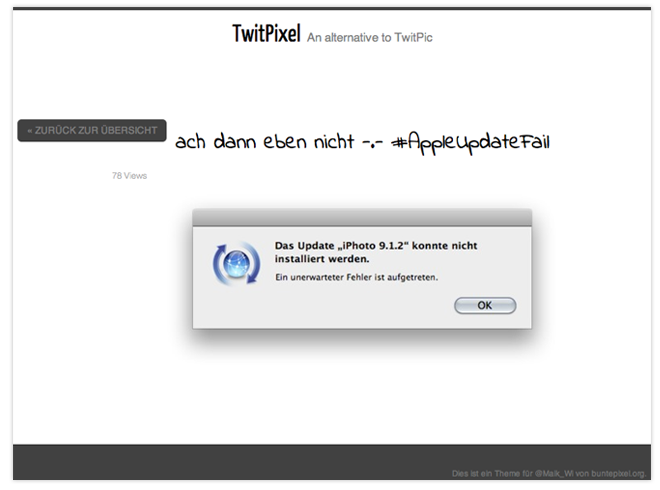 TwitPixel An alternative to TwitPic
« ZURÜCK ZUR ÜBERSICHT
ach dann eben nicht -.- #AppleUpdateFail
78 Views
Das Update „iPhoto 9.1.2“ konnte nicht
installiert werden.
Ein unerwarteter Fehler ist aufgetreten.
OK
Dies ist ein Theme für @Maik_Wi von buntepixel.org.